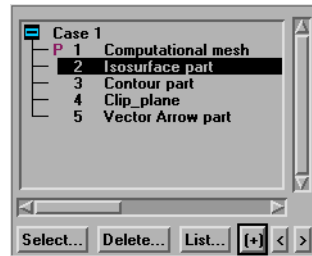 Case 1
P 1 Computational mesh
2 Isosurface part
3 Contour part
4 Clip_plane
5 Vector Arrow part
Select... Delete... List... (+) < >